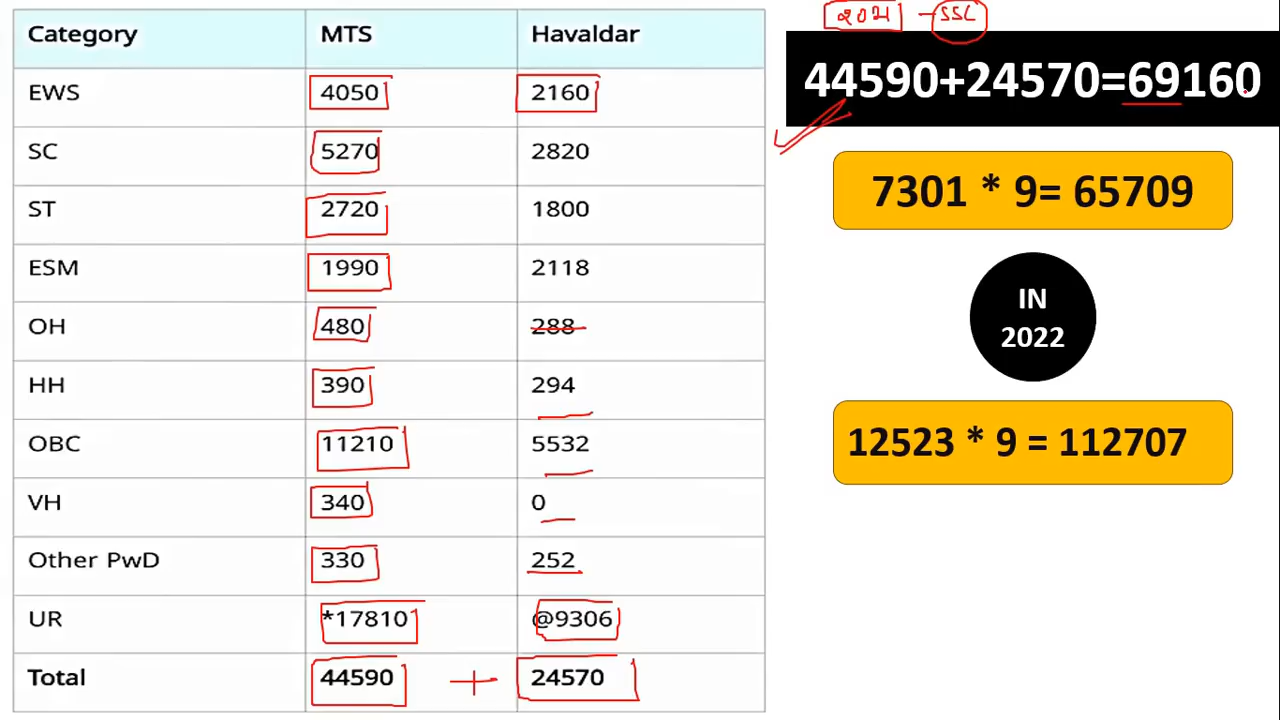 Category MTS Havaldar
EWS 4050 2160
SC 5270 2820
ST 2720 1800
ESM 1990 2118
OH 480 288
HH 390 294
OBC 11210 5532
VH 340 0
Other PwD 330 252
UR *17810 @9306
Total 44590 + 24570
2021 - SSC
44590+24570=69160
7301 * 9= 65709
IN
2022
12523 * 9 = 112707